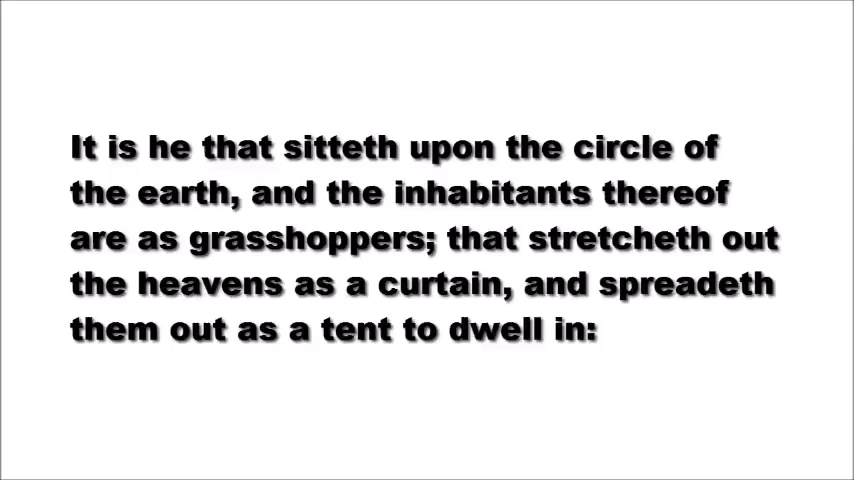 It is he that sitteth upon the circle of
the earth, and the inhabitants thereof
are as grasshoppers; that stretcheth out
the heavens as a curtain, and spreadeth
them out as a tent to dwell in: